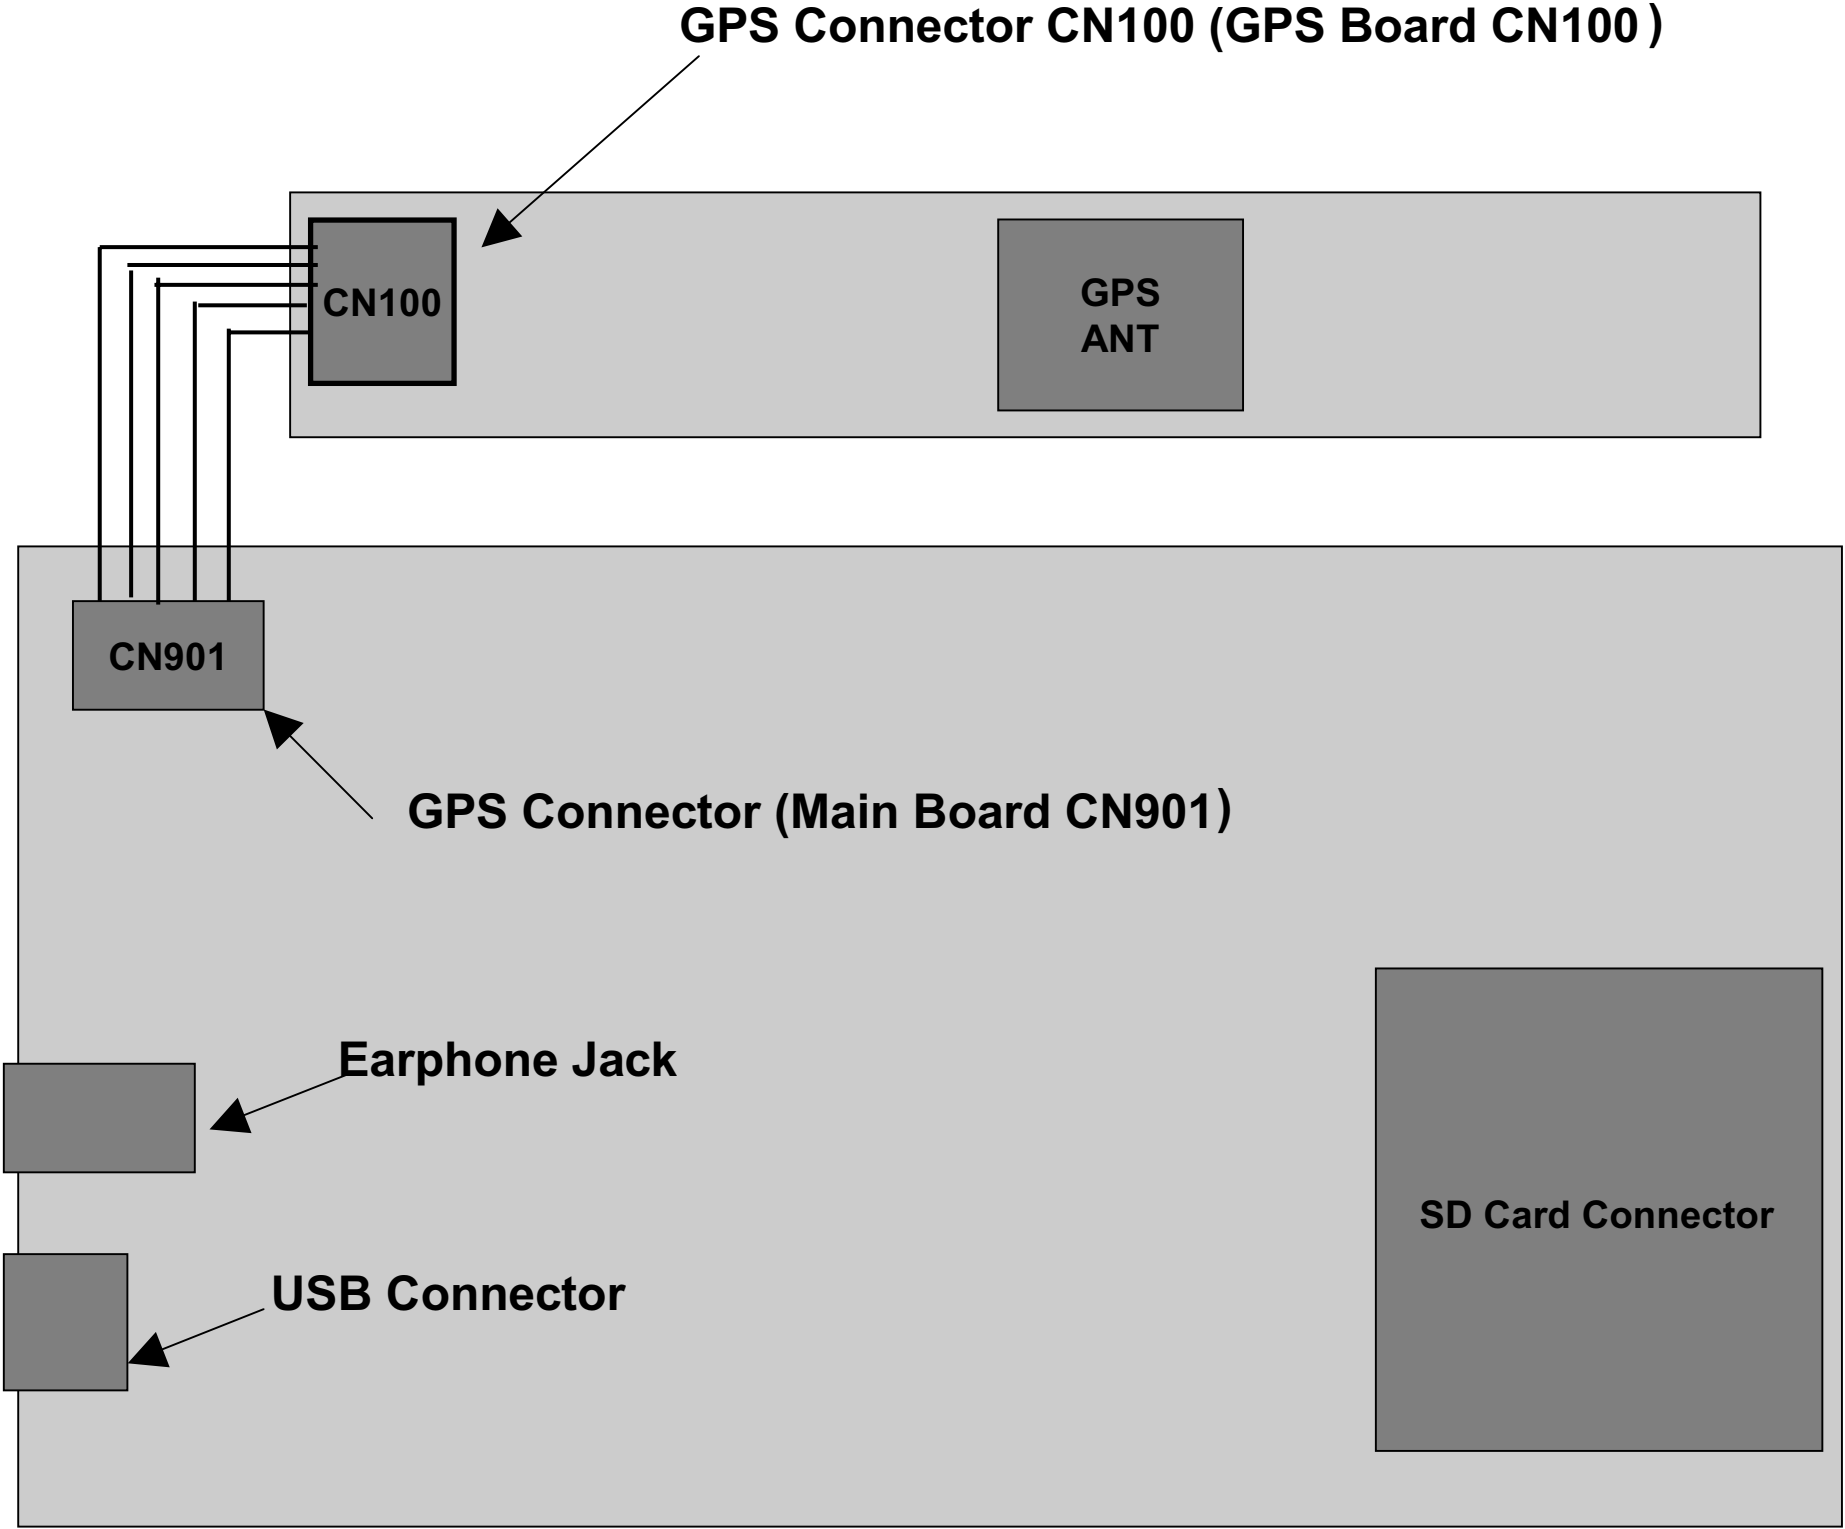 GPS Connector CN100 (GPS Board CN100 )
CN100
GPS
ANT
CN901
GPS Connector (Main Board CN901)
Earphone Jack
SD Card Connector
USB Connector